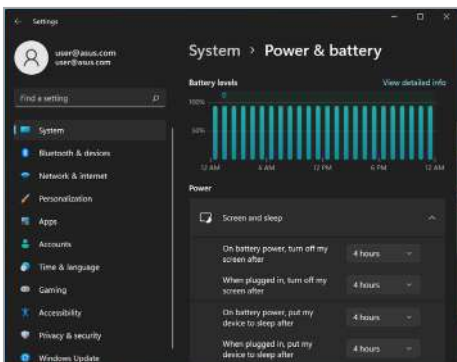 Settings
user@asus.com
user@asus.com
Find a setting
System
Bluetooth & devices
Network & internet
Personalization
Apps
Accounts
Time & language
Gaming
Accessibility
Privacy & security
Windows Update
System > Power & battery
Battery levels
View detailed info
100%
50%
12 AM
6 AM
12 PM
6 PM
12 AM
Power
Screen and sleep
On battery power, turn off my
screen after
4 hours
When plugged in, turn off my
screen after
4 hours
On battery power, put my
device to sleep after
4 hours
When plugged in, put my
device to sleep after
4 hours